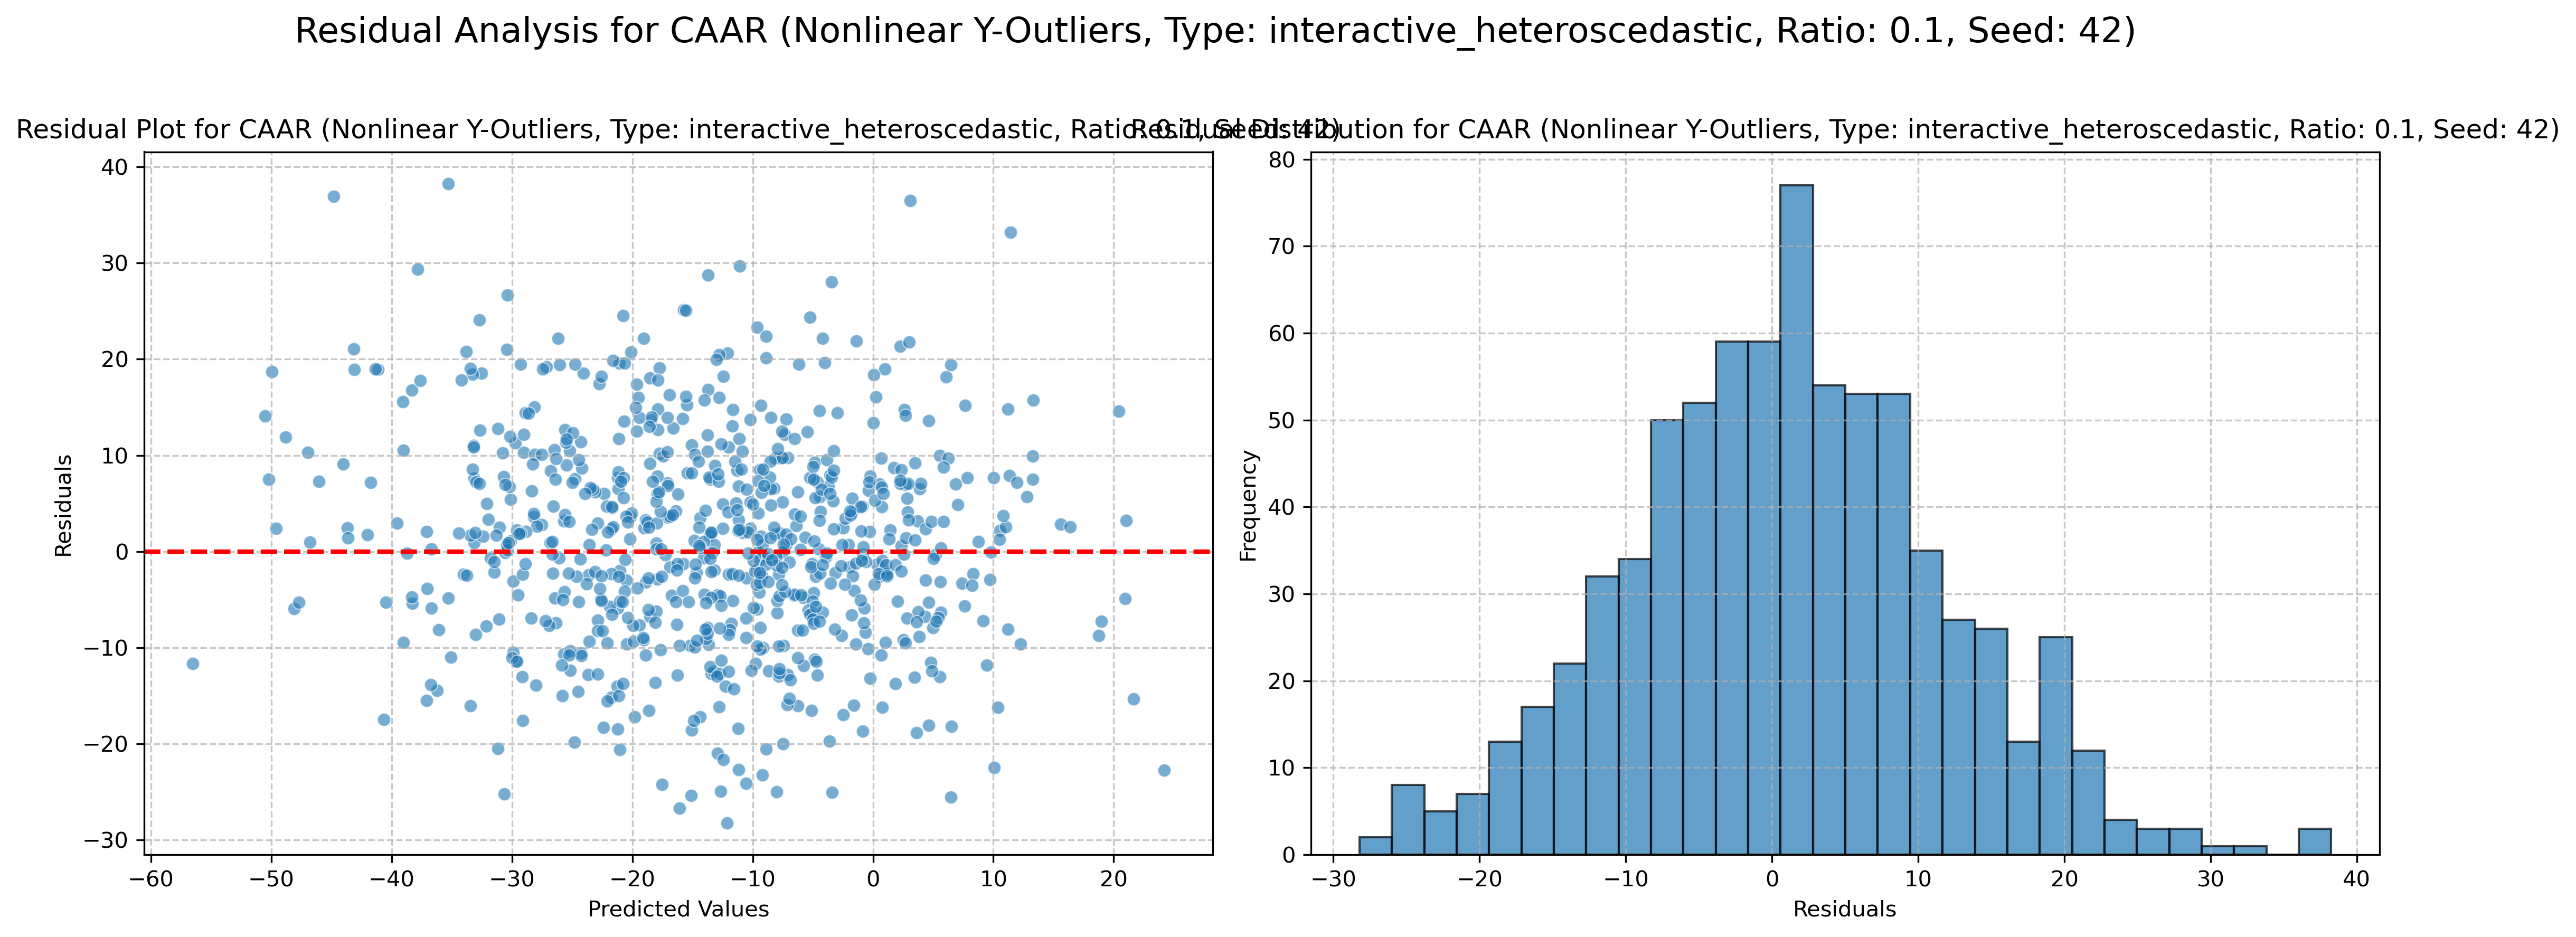 Residual Analysis for CAAR (Nonlinear Y-Outliers, Type: interactive_heteroscedastic, Ratio: 0.1, Seed: 42)
Residual Plot for CAAR (Nonlinear Y-Outliers, Type: interactive_heteroscedastic, Ratio: 0.1, Seed: 42)
Residual Distribution for CAAR (Nonlinear Y-Outliers, Type: interactive_heteroscedastic, Ratio: 0.1, Seed: 42)
40
30
20
10
0
−10
−20
−30
Residuals
−60 −50 −40 −30 −20 −10 0 10 20
Predicted Values
80
70
60
50
40
30
20
10
0
Frequency
−30 −20 −10 0 10 20 30 40
Residuals